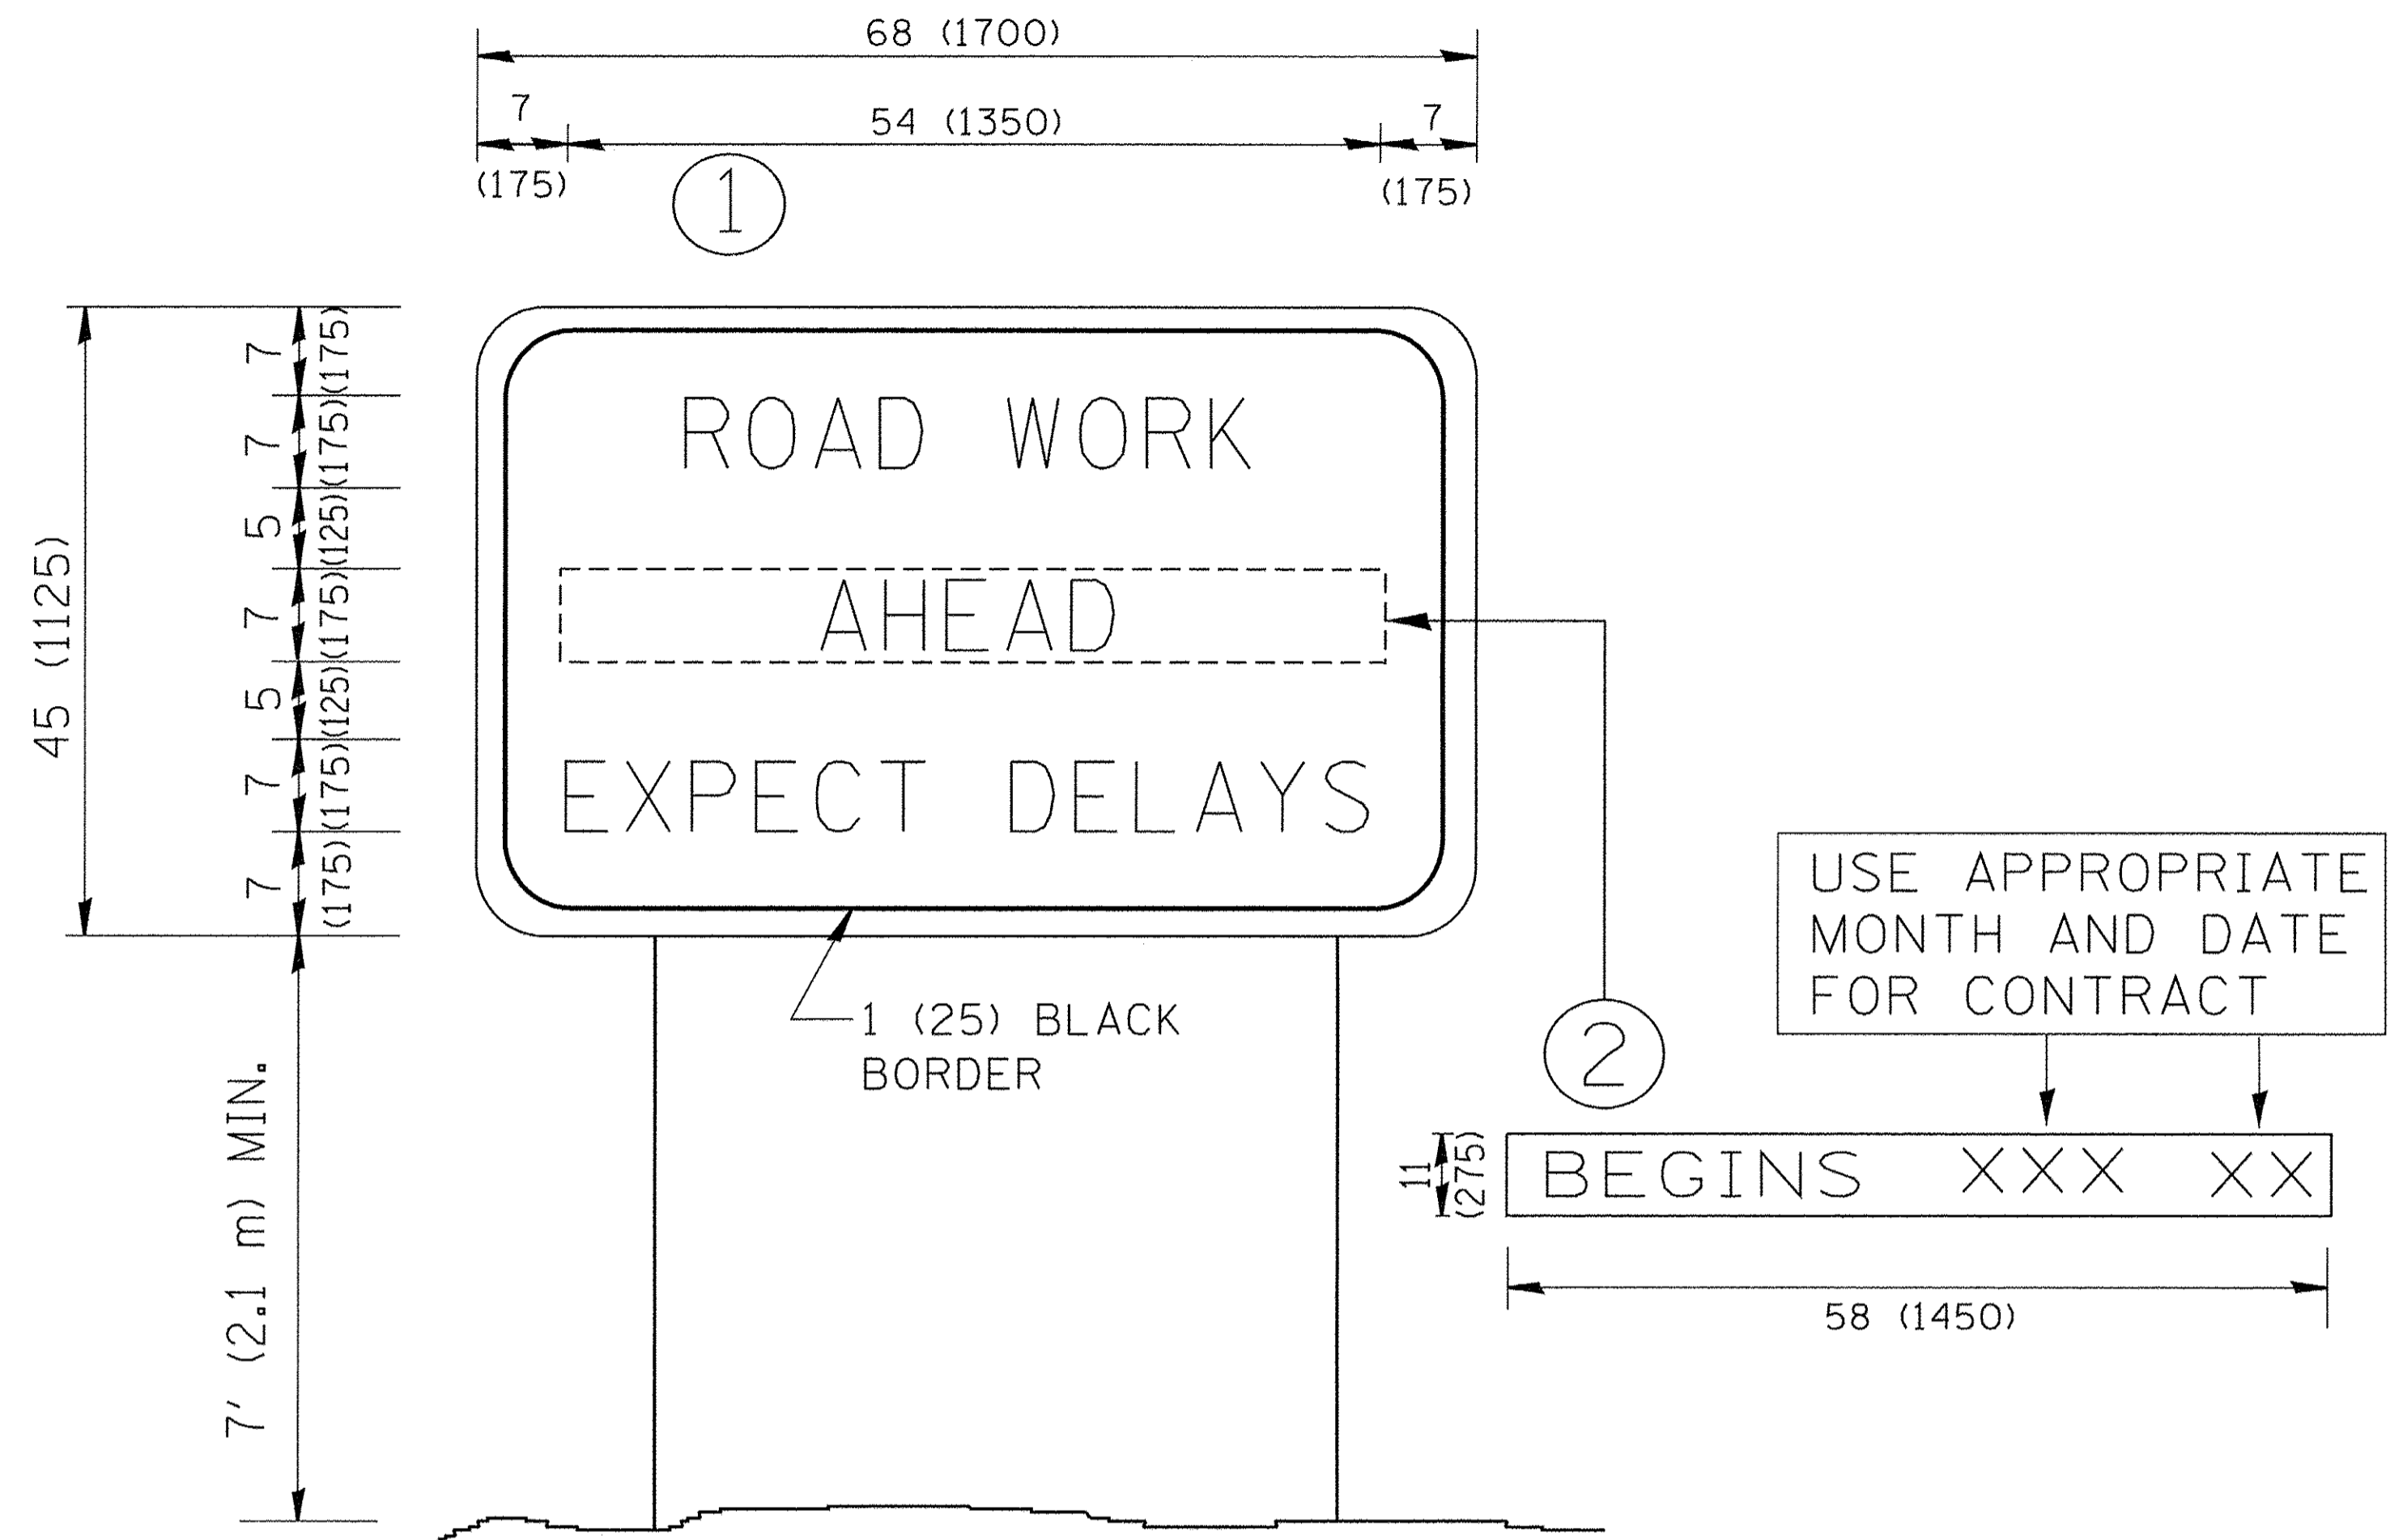 68 (1700)
7
54 (1350)
7
(175)
(175)
1
45 (1125)
7
(175)
7
(175)
5
(125)
7
(175)
5
(125)
7
(175)
7
(175)
7' (2.1 m) MIN.
ROAD WORK
AHEAD
EXPECT DELAYS
1 (25) BLACK
BORDER
USE APPROPRIATE
MONTH AND DATE
FOR CONTRACT
2
11
(275)
BEGINS XXX XX
58 (1450)